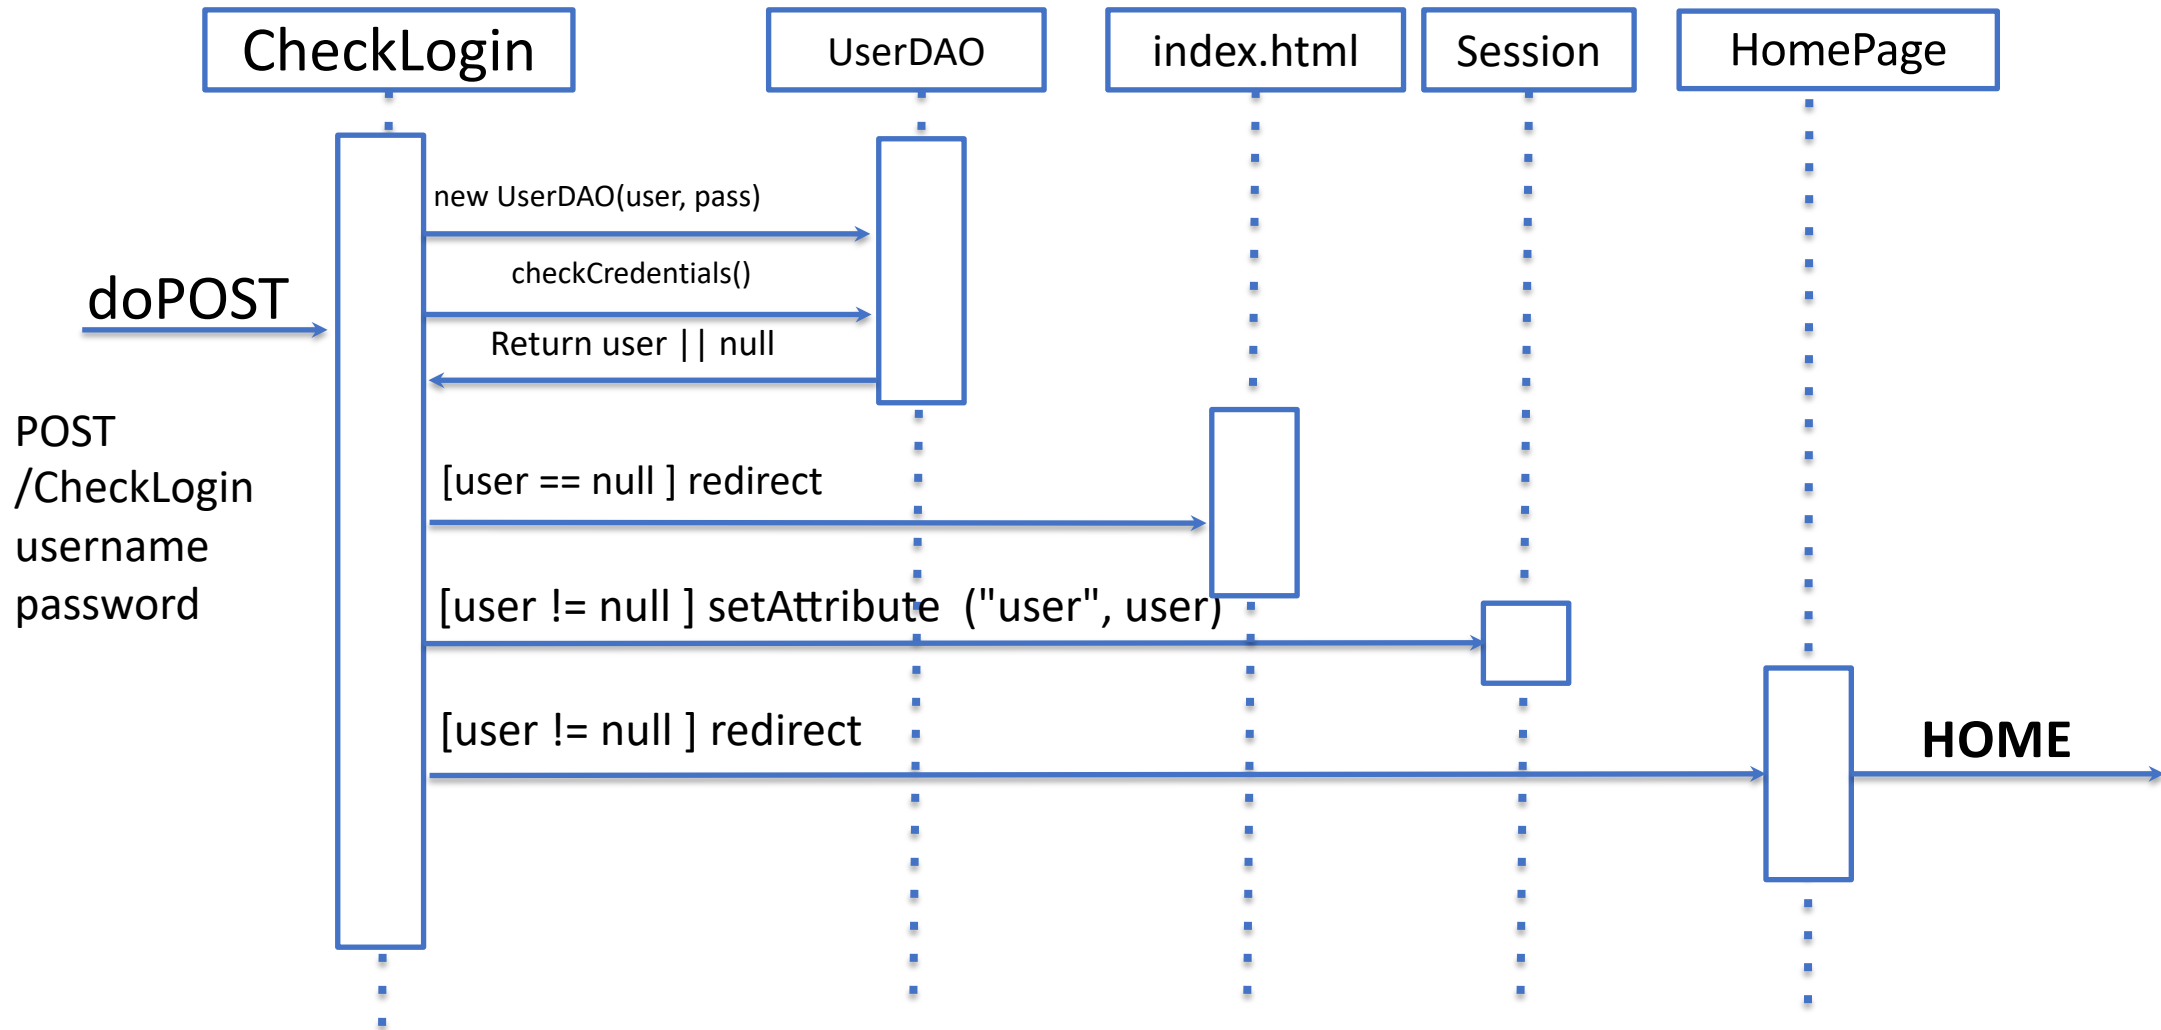 CheckLogin
UserDAO
index.html
Session
HomePage
new UserDAO(user, pass)
checkCredentials()
doPOST
Return user || null
POST
/CheckLogin
username
password
[user == null ] redirect
[user != null ] setAttribute  ("user", user)
[user != null ] redirect
HOME